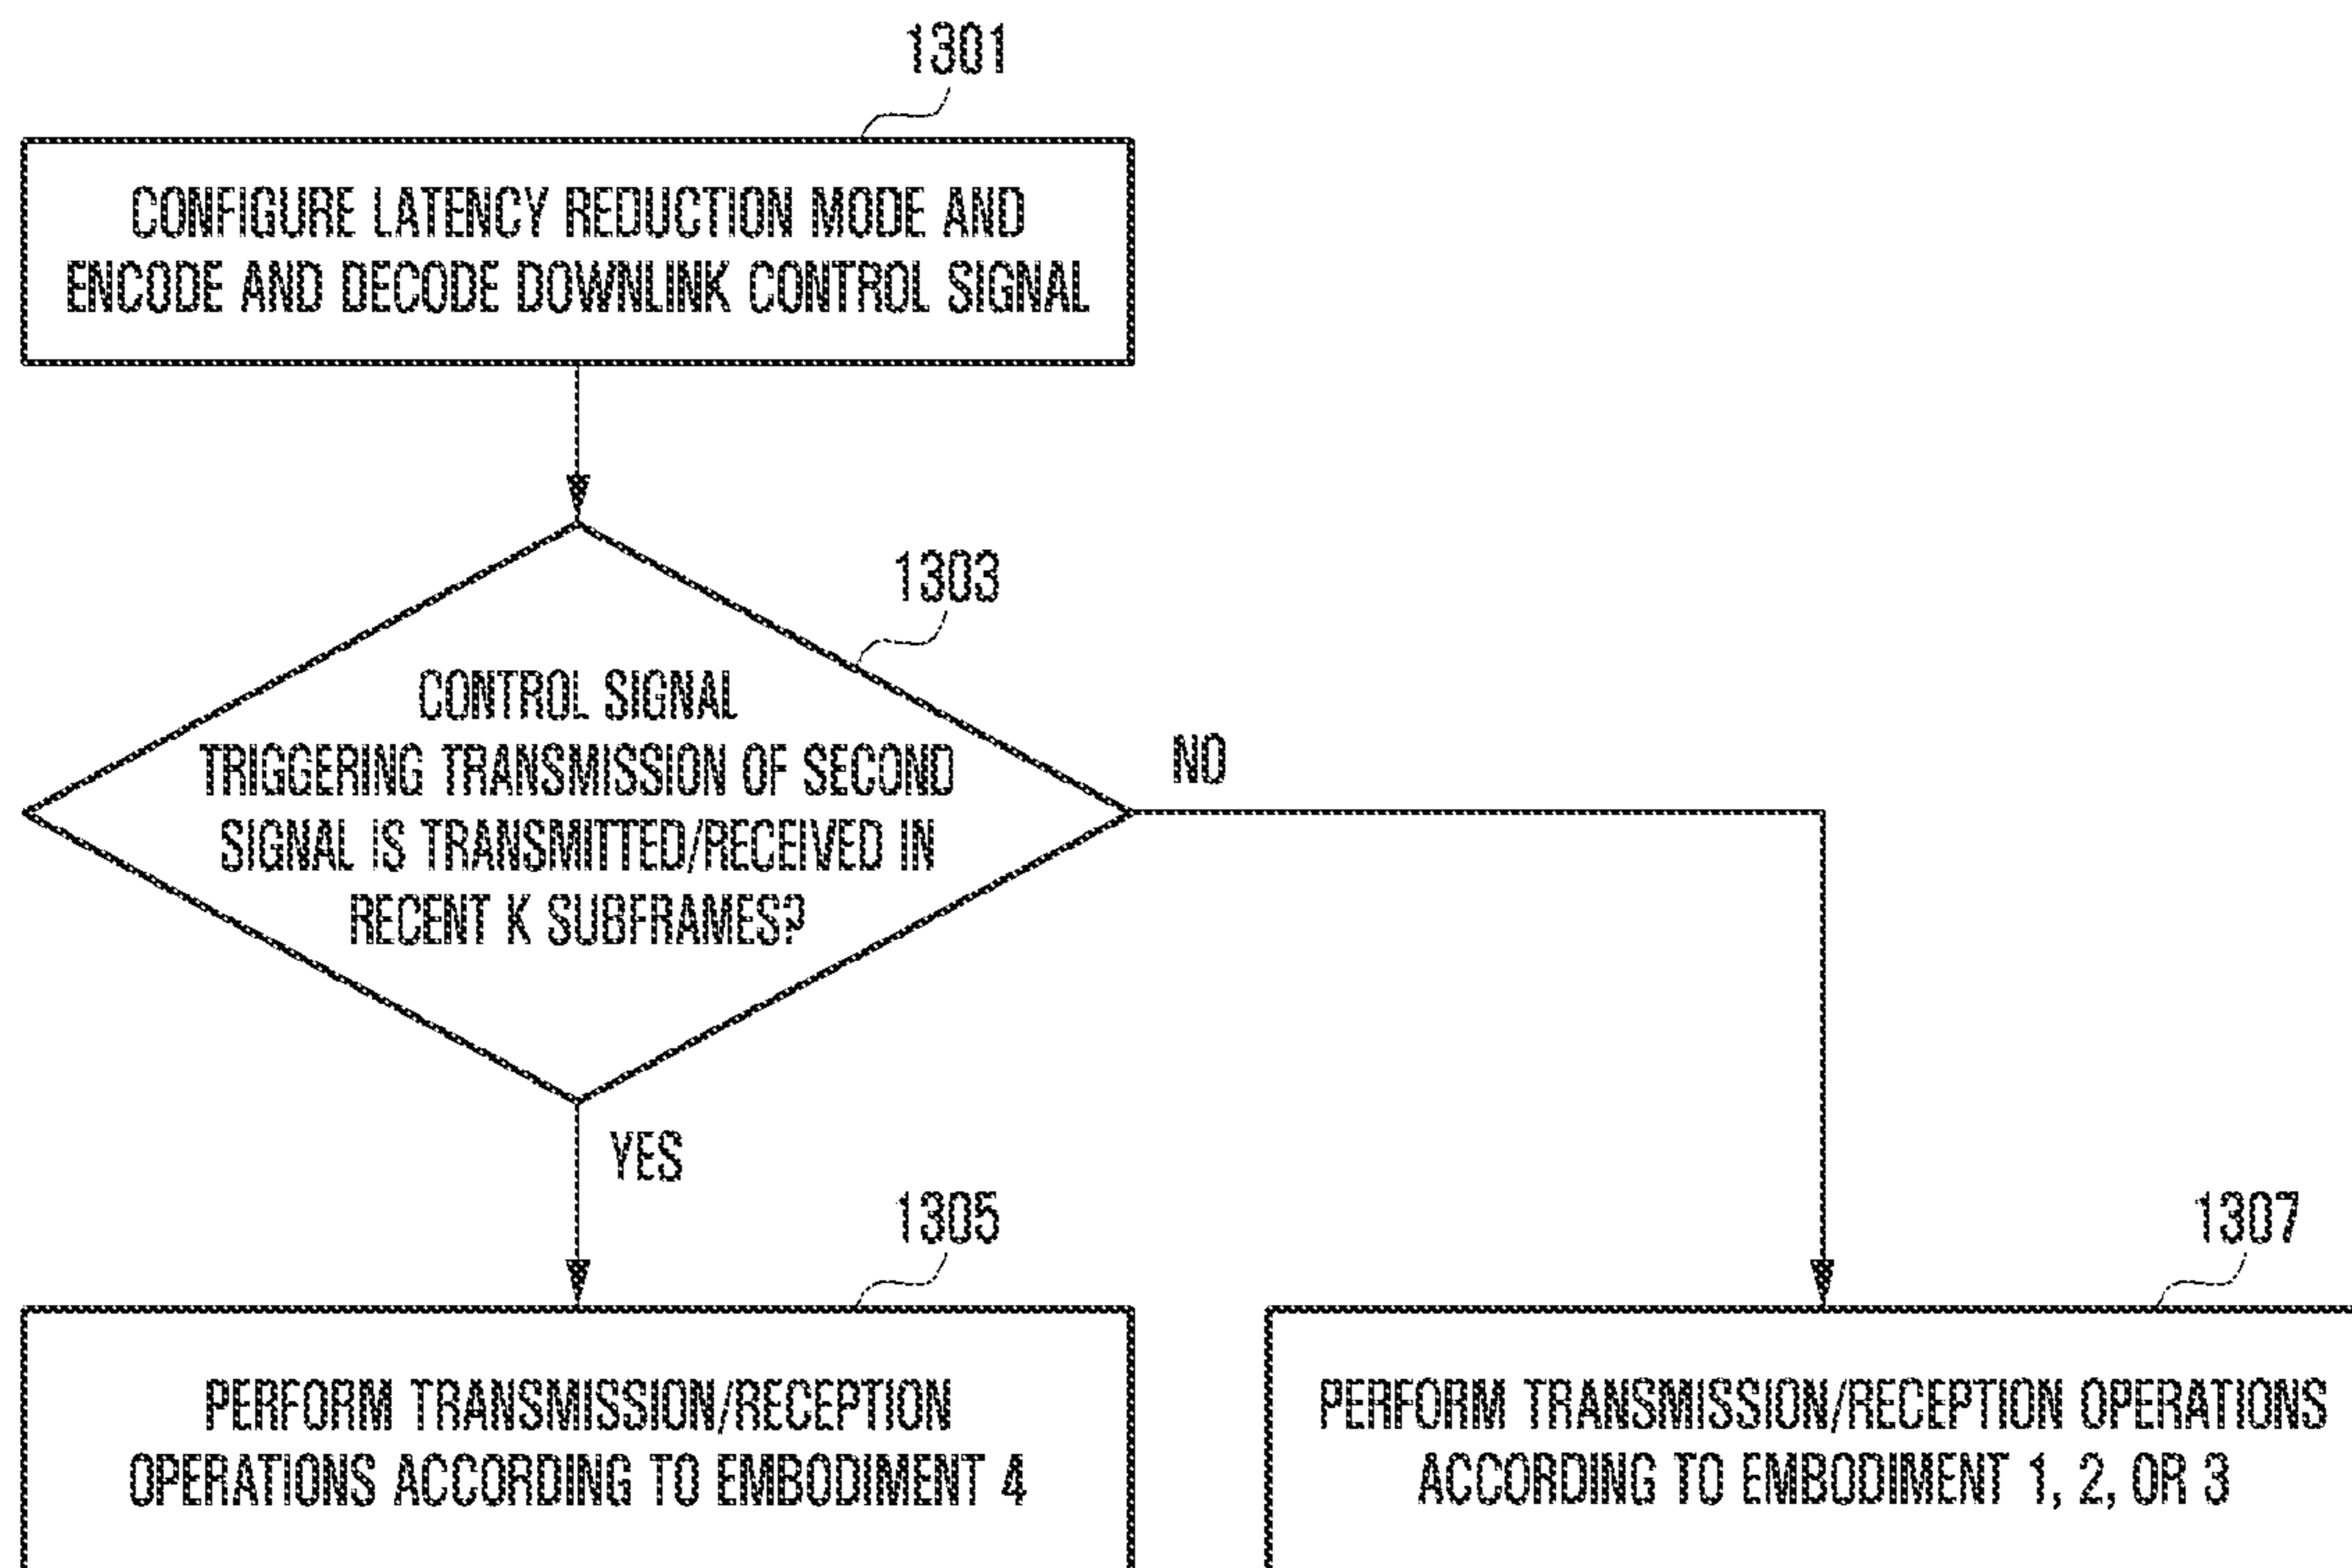 1301
CONFIGURE LATENCY REDUCTION MODE AND
ENCODE AND DECODE DOWNLINK CONTROL SIGNAL
1303
CONTROL SIGNAL
TRIGGERING TRANSMISSION OF SECOND
SIGNAL IS TRANSMITTED/RECEIVED IN
RECENT K SUBFRAMES?
NO
YES
1305
PERFORM TRANSMISSION/RECEPTION
OPERATIONS ACCORDING TO EMBODIMENT 4
1307
PERFORM TRANSMISSION/RECEPTION OPERATIONS
ACCORDING TO EMBODIMENT 1, 2, OR 3